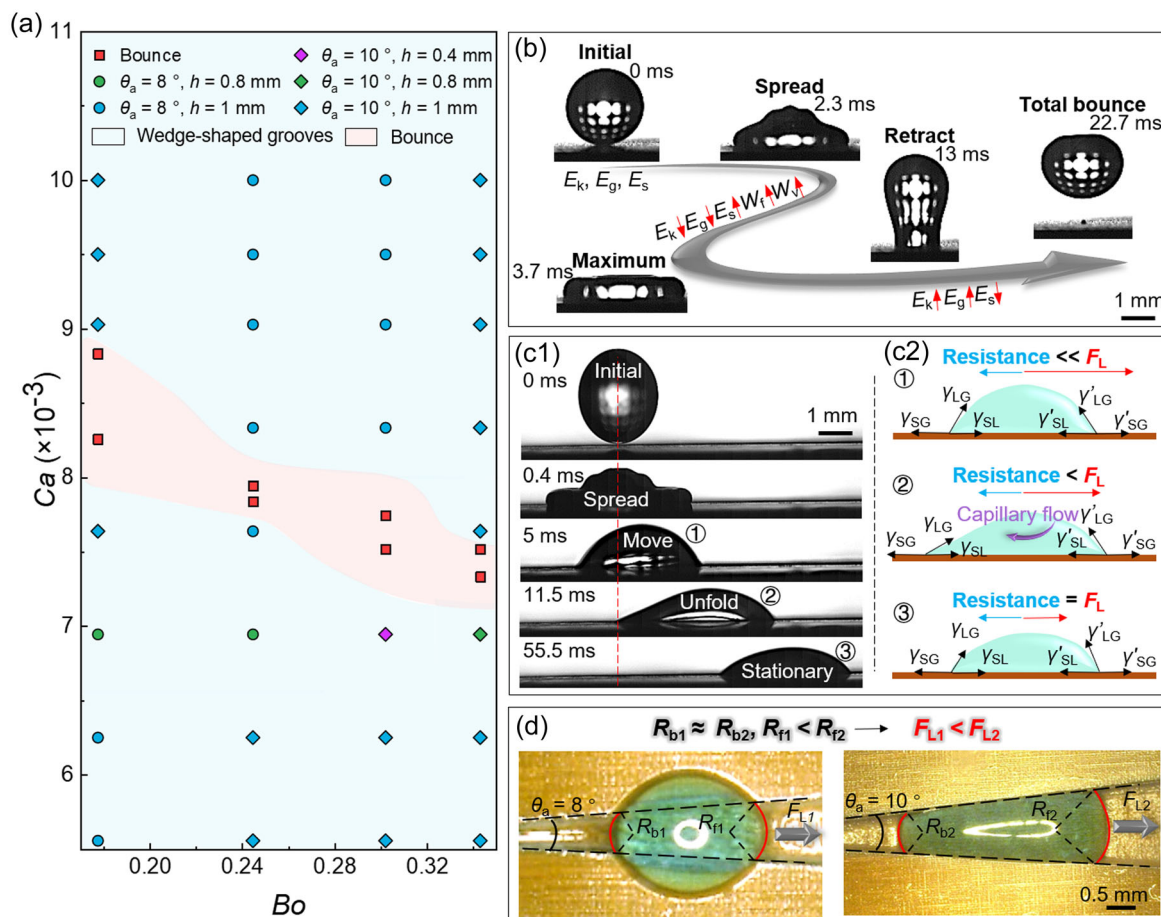 (a)
11
10
9
8
7
6
Ca (×10⁻³)
0.20
0.24
0.28
0.32
Bo
Bounce
θa = 8 °, h = 0.8 mm
θa = 8 °, h = 1 mm
θa = 10 °, h = 0.4 mm
θa = 10 °, h = 0.8 mm
θa = 10 °, h = 1 mm
Wedge-shaped grooves
Bounce
(b)
Initial
0 ms
Spread
2.3 ms
Retract
13 ms
Total bounce
22.7 ms
Ek, Eg, Es
Ek↓ Eg↓ Es↑ Wf↑ Wv↑
Maximum
3.7 ms
Ek↑ Eg↑ Es↓
1 mm
(c1)
0 ms
Initial
1 mm
0.4 ms
Spread
5 ms
Move
①
11.5 ms
Unfold
②
55.5 ms
Stationary
③
(c2)
Resistance << FL
①
γLG
γ'LG
γSG
γSL
γ'SL
γ'SG
Resistance < FL
②
Capillary flow
γLG
γ'LG
γSG
γSL
γ'SL
γ'SG
Resistance = FL
③
γLG
γ'LG
γSG
γSL
γ'SL
γ'SG
(d)
Rb1 ≈ Rb2, Rf1 < Rf2 → FL1 < FL2
θa = 8 °
Rb1
Rf1
FL1
θa = 10 °
Rb2
Rf2
FL2
0.5 mm